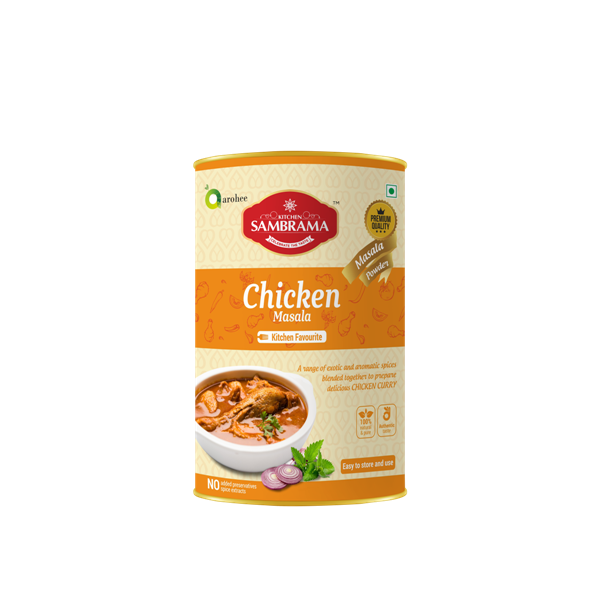 arohee
KITCHEN
SAMBRAMA
CELEBRATE THE TASTE
TM
PREMIUM
QUALITY
Masala
Powder
Chicken
Masala
Kitchen Favourite
A range of exotic and aromatic spices
blended together to prepare
delicious CHICKEN CURRY
100%
natural
& pure
Authentic
taste
Easy to store and use
NO added preservatives
spice extracts